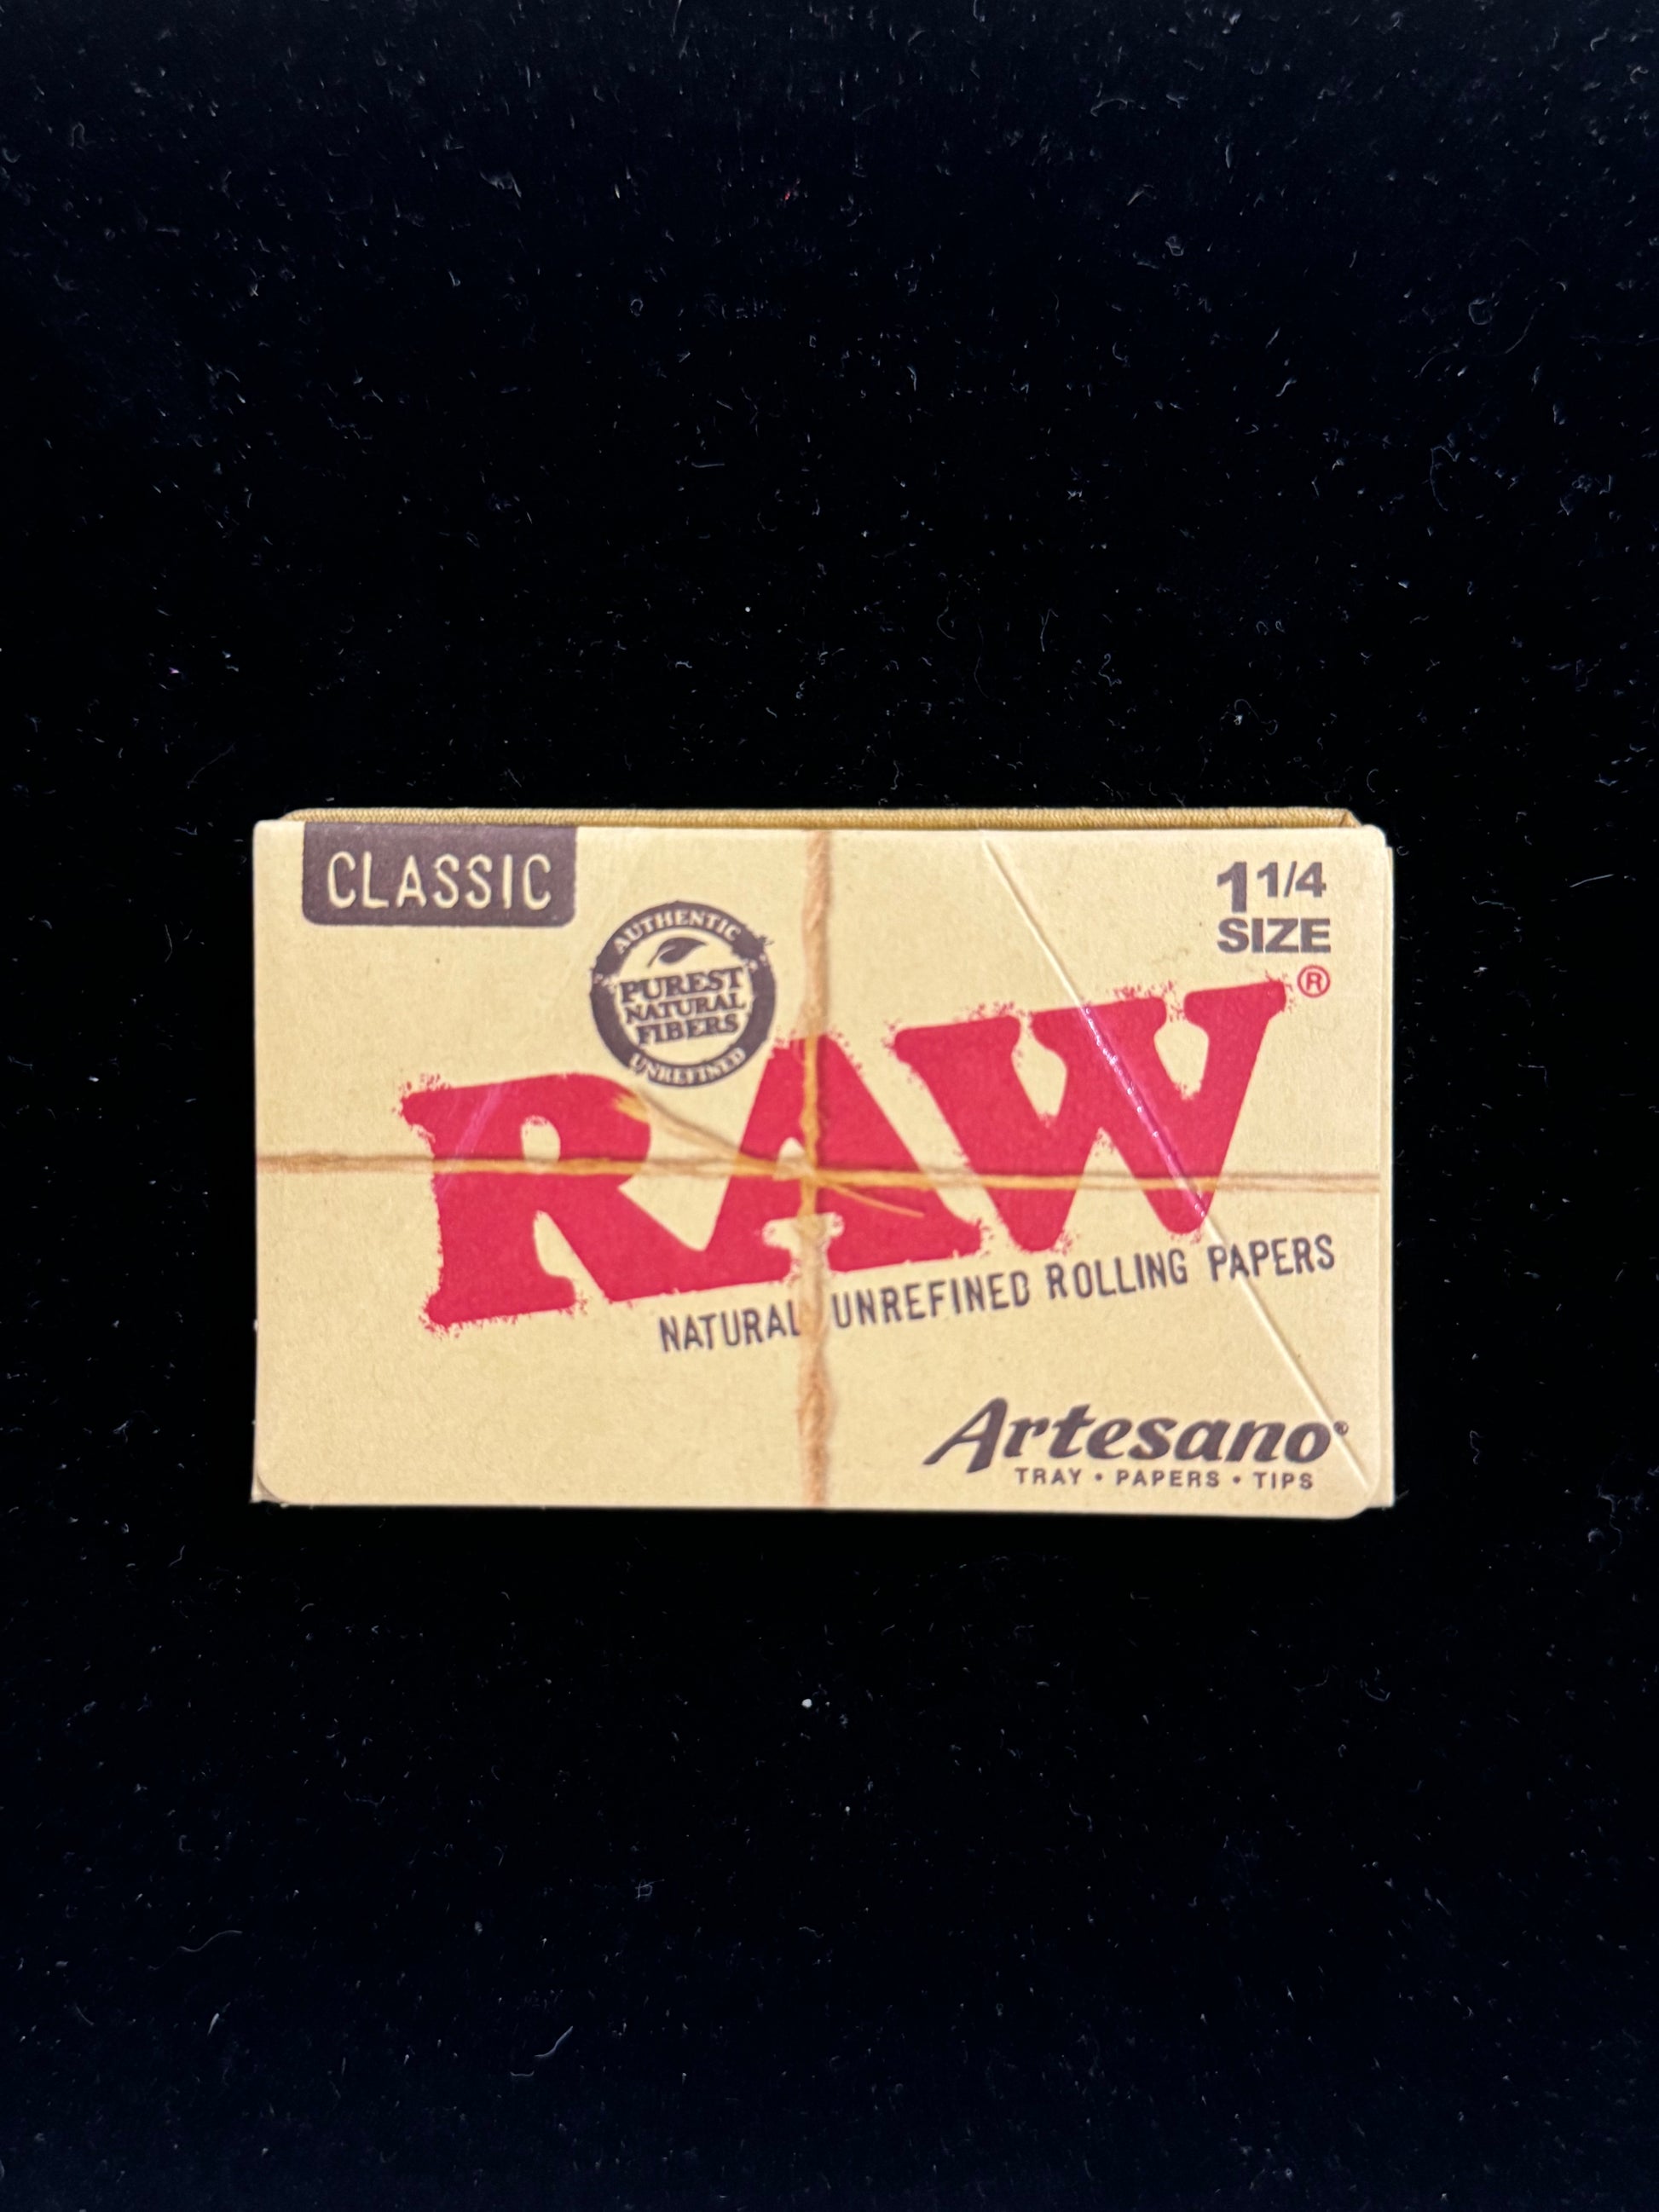 CLASSIC
1 1/4
SIZE
AUTHENTIC
PUREST
NATURAL
FIBERS
UNREFINED
RAW®
NATURAL UNREFINED ROLLING PAPERS
Artesano®
TRAY • PAPERS • TIPS